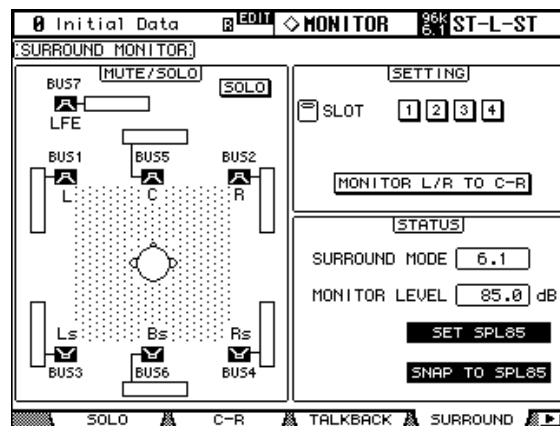 0 Initial Data R EDIT ◇MONITOR 96k 6.1 ST-L-ST
SURROUND MONITOR
MUTE/SOLO
SOLO
BUS7
LFE
BUS1 BUS5 BUS2
L C R
Ls Bs Rs
BUS3 BUS6 BUS4
SETTING
SLOT 1 2 3 4
MONITOR L/R TO C-R
STATUS
SURROUND MODE 6.1
MONITOR LEVEL 85.0 dB
SET SPL85
SNAP TO SPL85
SOLO C-R TALKBACK SURROUND